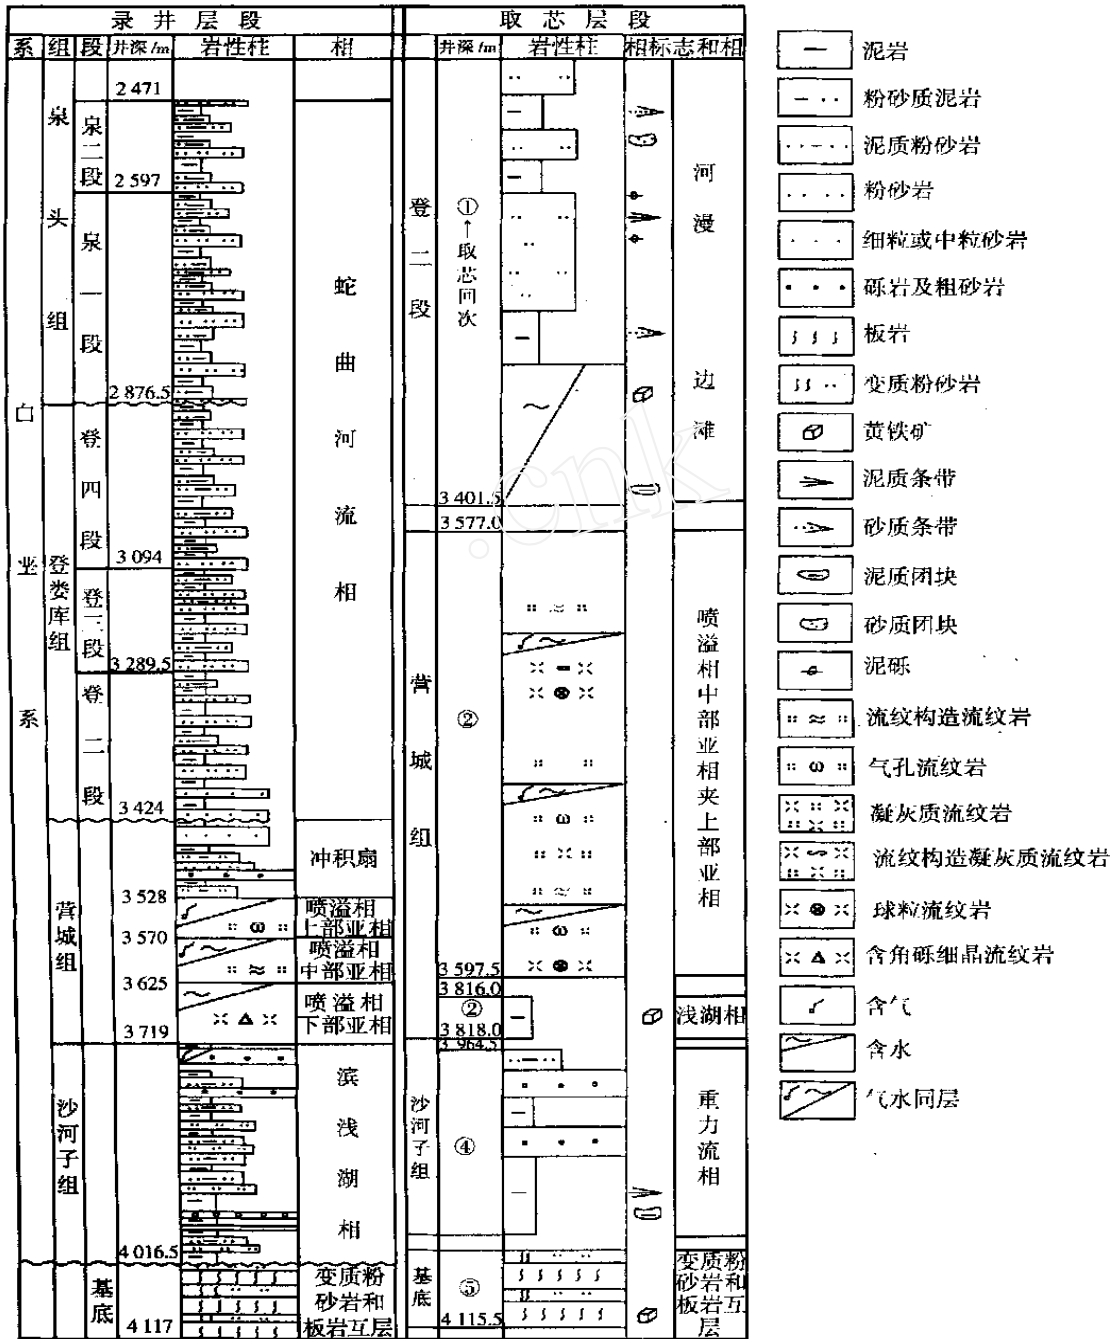 录井层段
取芯层段
系 组 段 井深/m 岩性柱 相
井深/m 岩性柱 相标志和相
白垩系
泉头组
泉二段
泉一段
登娄库组
登四段
登三段
登二段
营城组
沙河子组
基底
2 471
2 597
2 876.5
3 094
3 289.5
3 424
3 528
3 570
3 625
3 719
4 016.5
4 117
蛇曲河流相
冲积扇
喷溢相
上部亚相
喷溢相
中部亚相
喷溢相
下部亚相
滨浅湖相
变质粉
砂岩和
板岩互层
登二段
①←取芯回次
3 401.5
3 577.0
河漫边滩
营城组
②
3 597.5
3 816.0
喷溢相中部亚相夹上部亚相
②
3 818.0
3 964.5
浅湖相
沙河子组
④
重力流相
基底
⑤
4 115.5
变质粉
砂岩和
板岩互
层
泥岩
粉砂质泥岩
泥质粉砂岩
粉砂岩
细粒或中粒砂岩
砾岩及粗砂岩
板岩
变质粉砂岩
黄铁矿
泥质条带
砂质条带
泥质团块
砂质团块
泥砾
流纹构造流纹岩
气孔流纹岩
凝灰质流纹岩
流纹构造凝灰质流纹岩
球粒流纹岩
含角砾细晶流纹岩
含气
含水
气水同层
.cnk